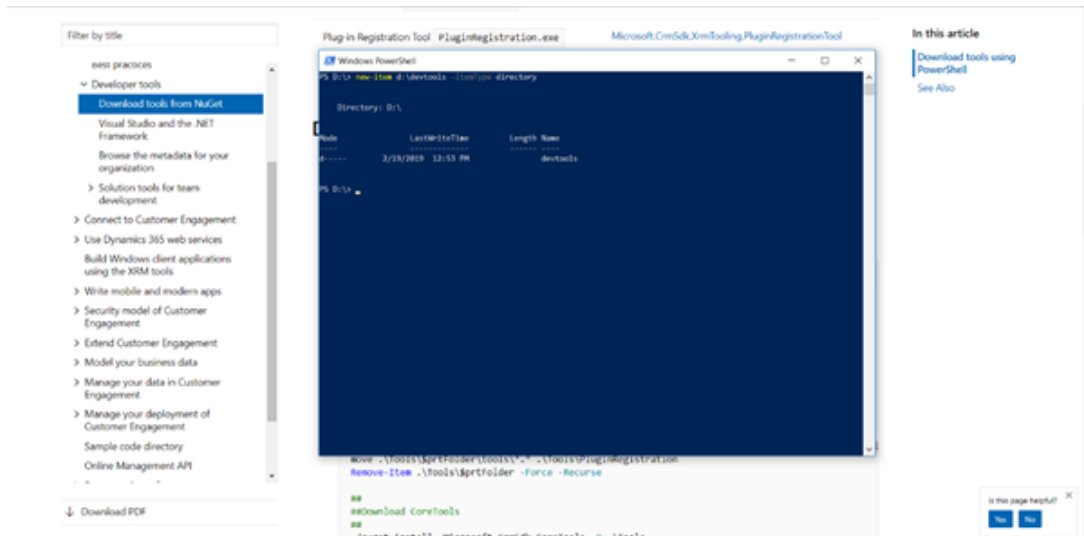 Filter by title
best practices
Developer tools
Download tools from NuGet
Visual Studio and the .NET
Framework
Browse the metadata for your
organization
Solution tools for team
development
Connect to Customer Engagement
Use Dynamics 365 web services
Build Windows client applications
using the XRM tools
Write mobile and modern apps
Security model of Customer
Engagement
Extend Customer Engagement
Model your business data
Manage your data in Customer
Engagement
Manage your deployment of
Customer Engagement
Sample code directory
Online Management API
Download PDF
Plug-in Registration Tool PluginRegistration.exe Microsoft.CrmSdk.XrmTooling.PluginRegistrationTool
Windows PowerShell
PS D:\> new-item d:\devtools -ItemType directory
Directory: D:\
Mode LastWriteTime Length Name
---- ------------- ------ ----
d----- 2/19/2019 12:53 PM devtools
PS D:\>
move .\Tools\$prtFolder\tools\*.* .\Tools\PluginRegistration
Remove-Item .\Tools\$prtFolder -Force -Recurse
##
##Download CoreTools
##
In this article
Download tools using
PowerShell
See Also
Is this page helpful?
Yes No